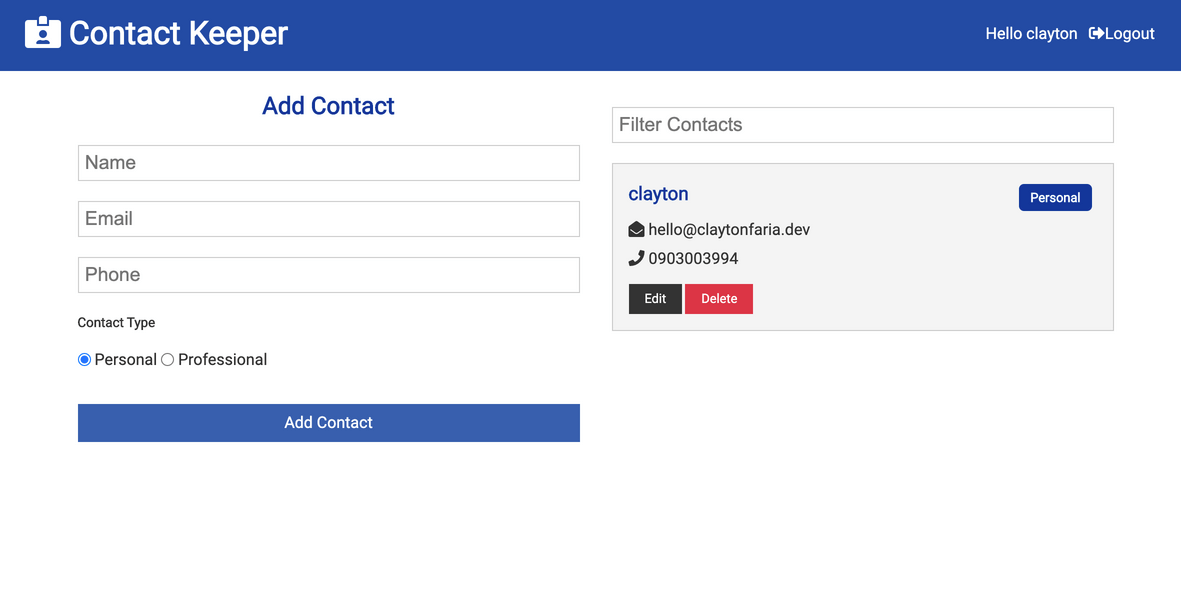 Contact Keeper
Hello clayton Logout
Add Contact
Name
Email
Phone
Contact Type
Personal Professional
Add Contact
Filter Contacts
clayton
Personal
hello@claytonfaria.dev
0903003994
Edit Delete